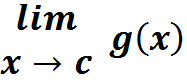 lim
x → c g(x)